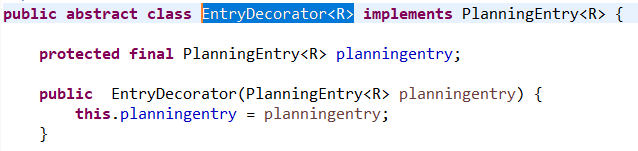 public abstract class EntryDecorator<R> implements PlanningEntry<R> {
protected final PlanningEntry<R> planningentry;
public  EntryDecorator(PlanningEntry<R> planningentry) {
this.planningentry = planningentry;
}